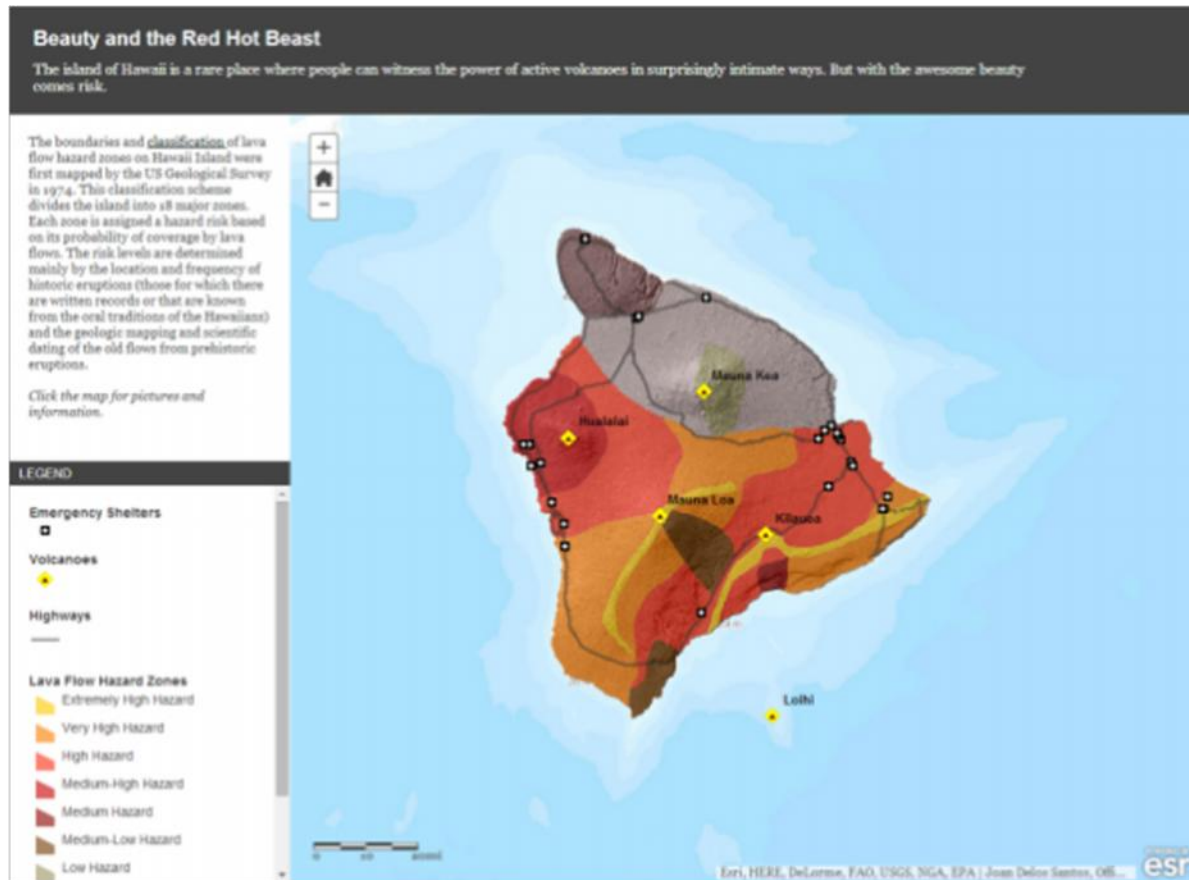 Beauty and the Red Hot Beast
The island of Hawaii is a rare place where people can witness the power of active volcanoes in surprisingly intimate ways. But with the awesome beauty
comes risk.
The boundaries and classification of lava
flow hazard zones on Hawaii Island were
first mapped by the US Geological Survey
in 1974. This classification scheme
divides the island into 18 major zones.
Each zone is assigned a hazard risk based
on its probability of coverage by lava
flows. The risk levels are determined
mainly by the location and frequency of
historic eruptions (those for which there
are written records or that are known
from the oral traditions of the Hawaiians)
and the geologic mapping and scientific
dating of the old flows from prehistoric
eruptions.
Click the map for pictures and
information.
LEGEND
Emergency Shelters
Volcanoes
Highways
Lava Flow Hazard Zones
Extremely High Hazard
Very High Hazard
High Hazard
Medium-High Hazard
Medium Hazard
Medium-Low Hazard
Low Hazard
+
−
Mauna Kea
Hualalai
Mauna Loa
Kilauea
Loihi
0 10 20mi
Esri, HERE, DeLorme, FAO, USGS, NGA, EPA | Joan Delos Santos, Offi...
esri